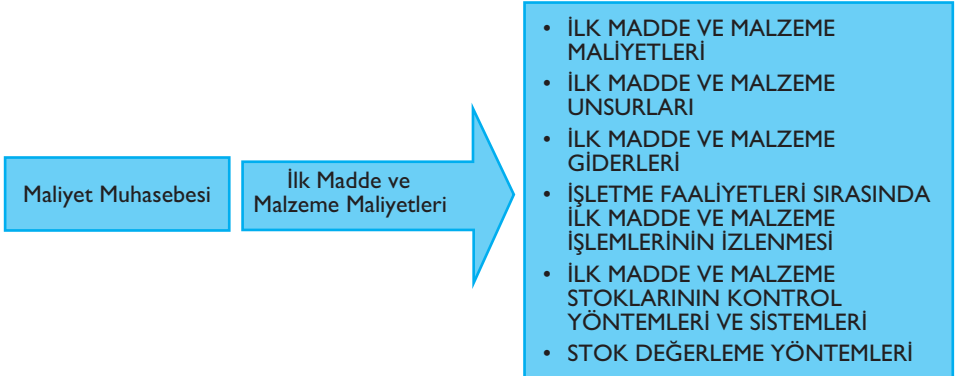 Maliyet Muhasebesi
İlk Madde ve
Malzeme Maliyetleri
• İLK MADDE VE MALZEME
MALİYETLERİ
• İLK MADDE VE MALZEME
UNSURLARI
• İLK MADDE VE MALZEME
GİDERLERİ
• İŞLETME FAALİYETLERİ SIRASINDA
İLK MADDE VE MALZEME
İŞLEMLERİNİN İZLENMESİ
• İLK MADDE VE MALZEME
STOKLARININ KONTROL
YÖNTEMLERİ VE SİSTEMLERİ
• STOK DEĞERLEME YÖNTEMLERİ